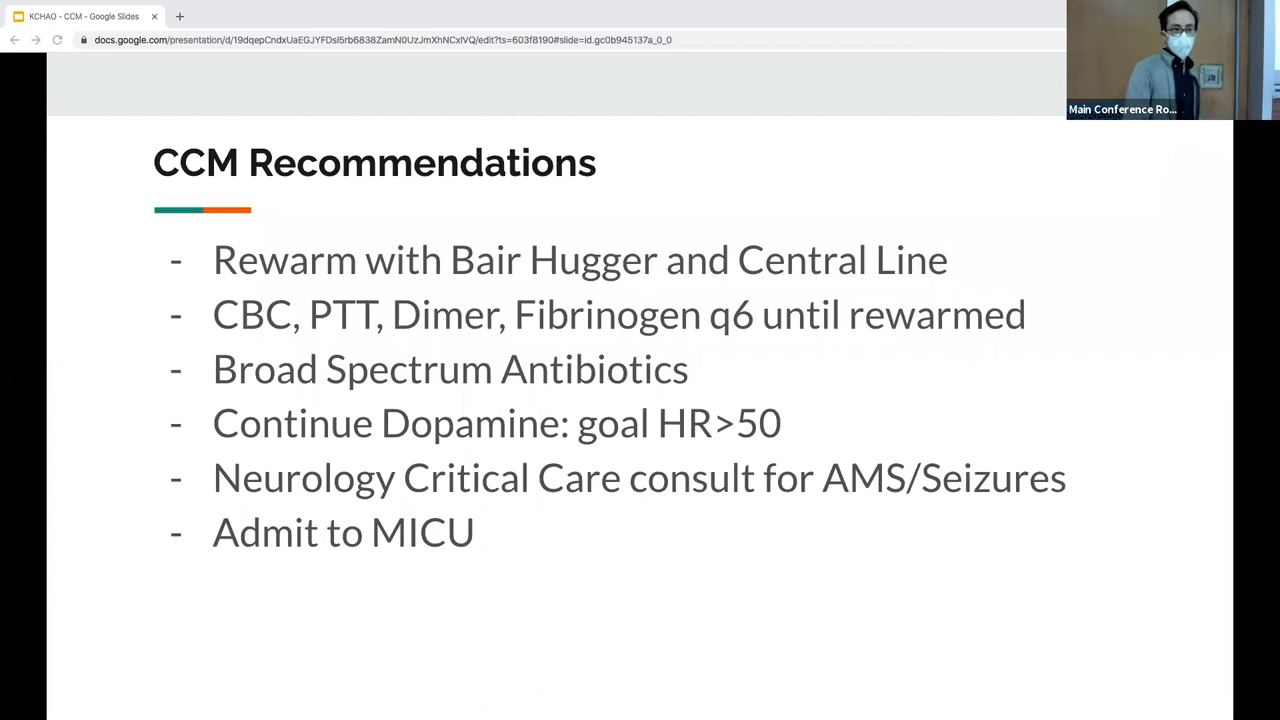 KCHAO - CCM - Google Slides
docs.google.com/presentation/d/19dqepCndxUaEGJYFDsI5rb6838ZamN0UzJmXhNCxIVQ/edit?ts=603f8190#slide=id.gc0b945137a_0_0
Main Conference Ro...
CCM Recommendations
- Rewarm with Bair Hugger and Central Line
- CBC, PTT, Dimer, Fibrinogen q6 until rewarmed
- Broad Spectrum Antibiotics
- Continue Dopamine: goal HR>50
- Neurology Critical Care consult for AMS/Seizures
- Admit to MICU